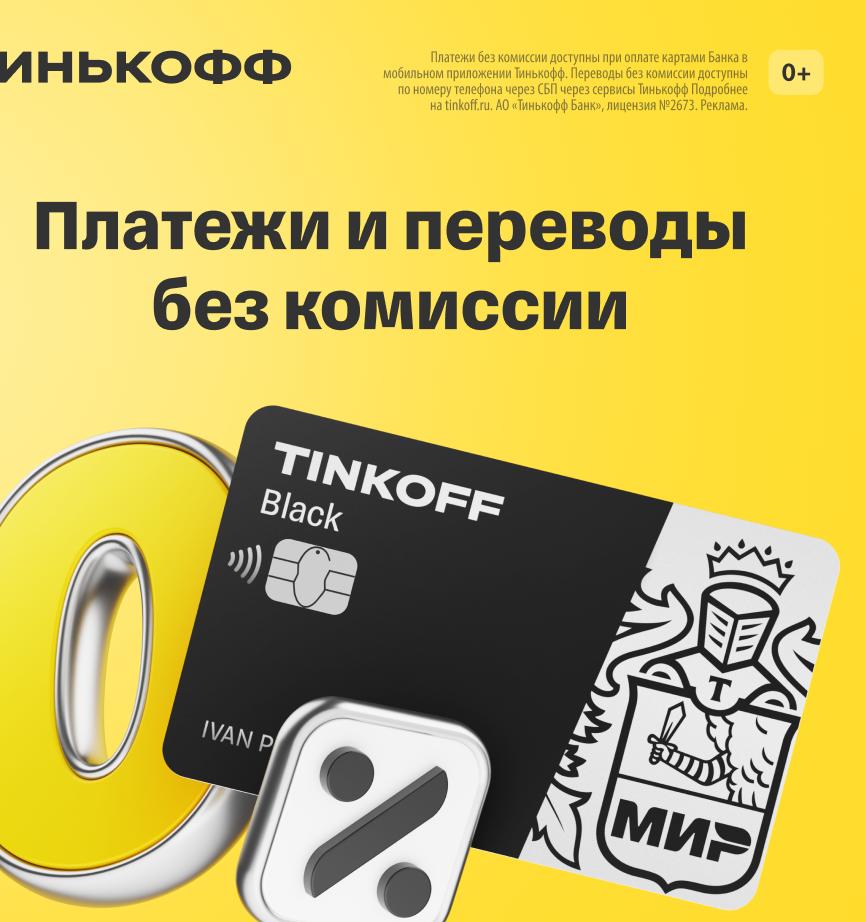 ИНЬКОФФ
Платежи без комиссии доступны при оплате картами Банка в
мобильном приложении Тинькофф. Переводы без комиссии доступны
по номеру телефона через СБП через сервисы Тинькофф Подробнее
на tinkoff.ru. АО «Тинькофф Банк», лицензия №2673. Реклама.
0+
Платежи и переводы
без комиссии
0
TINKOFF
Black
T
IVAN P
%
МИР